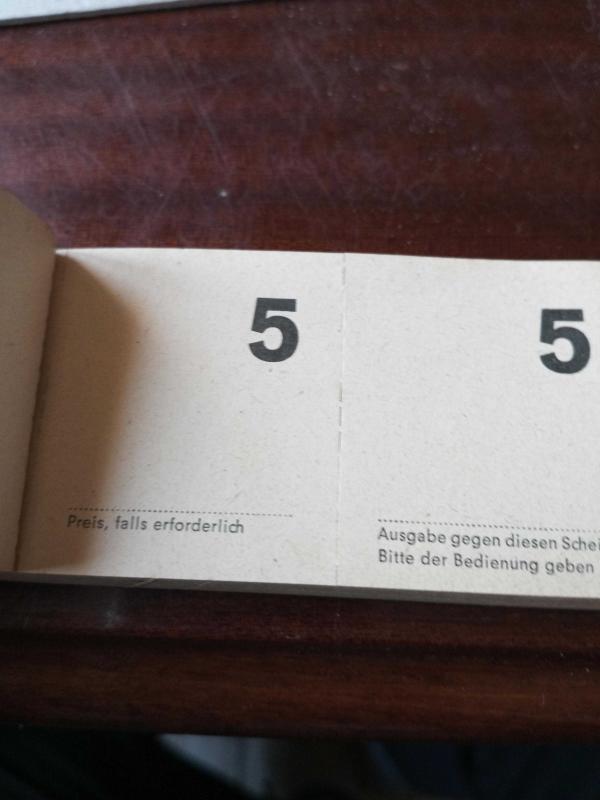 5
Preis, falls erforderlich
5
Ausgabe gegen diesen
Bitte der Bedienung geben